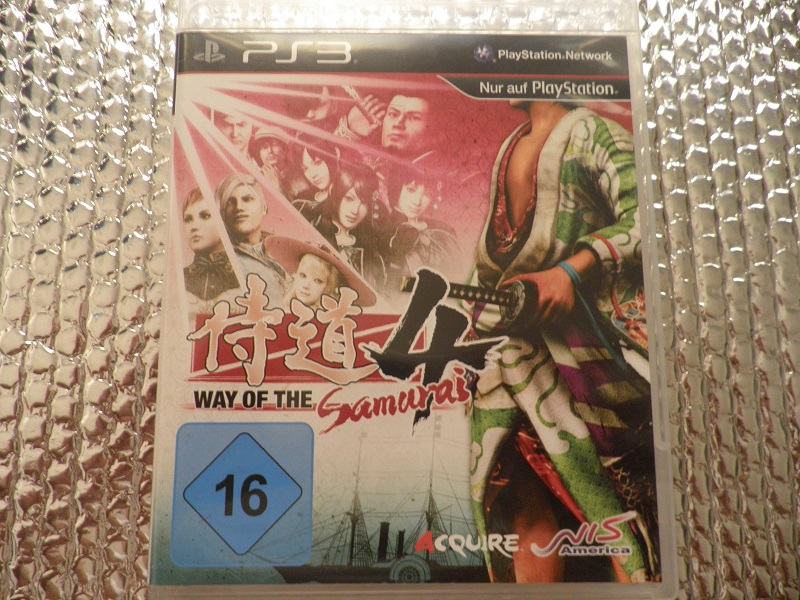 PS3
PlayStation Network
Nur auf PlayStation
侍道4
WAY OF THE Samurai
16
ACQUIRE
NIS
America